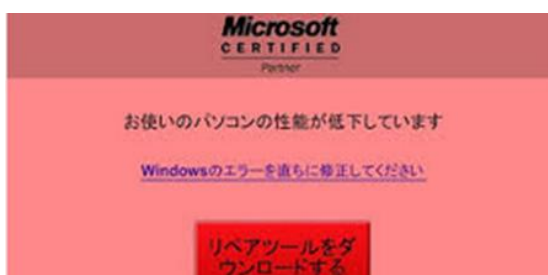 Microsoft
CERTIFIED
Partner
お使いのパソコンの性能が低下しています
Windowsのエラーを直ちに修正してください
リペアツールをダ
ウンロードする